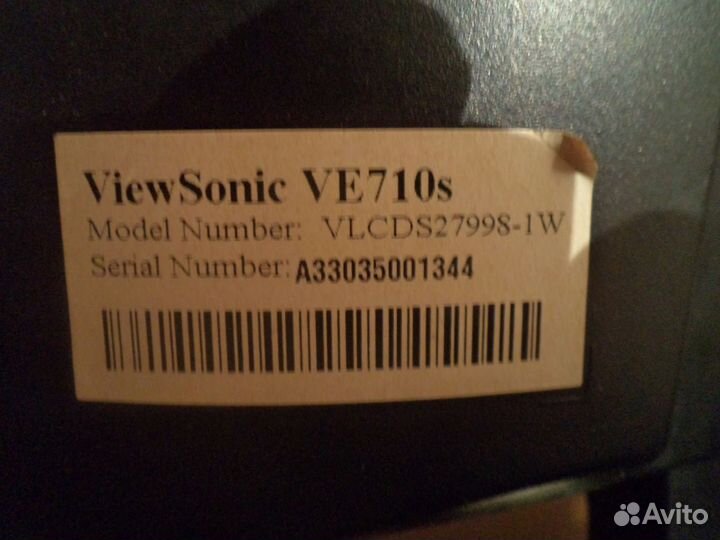 ViewSonic VE710s
Model Number: VLCDS27998-1W
Serial Number: A33035001344
Avito